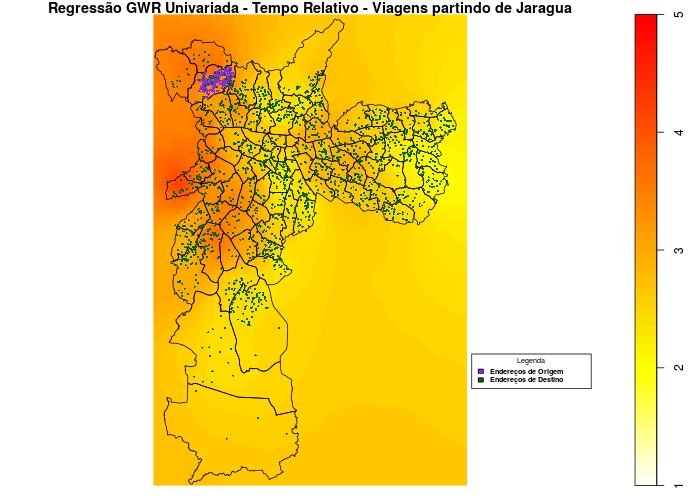 Regressão GWR Univariada - Tempo Relativo - Viagens partindo de Jaragua
5
4
3
2
1
Legenda
Endereços de Origem
Endereços de Destino